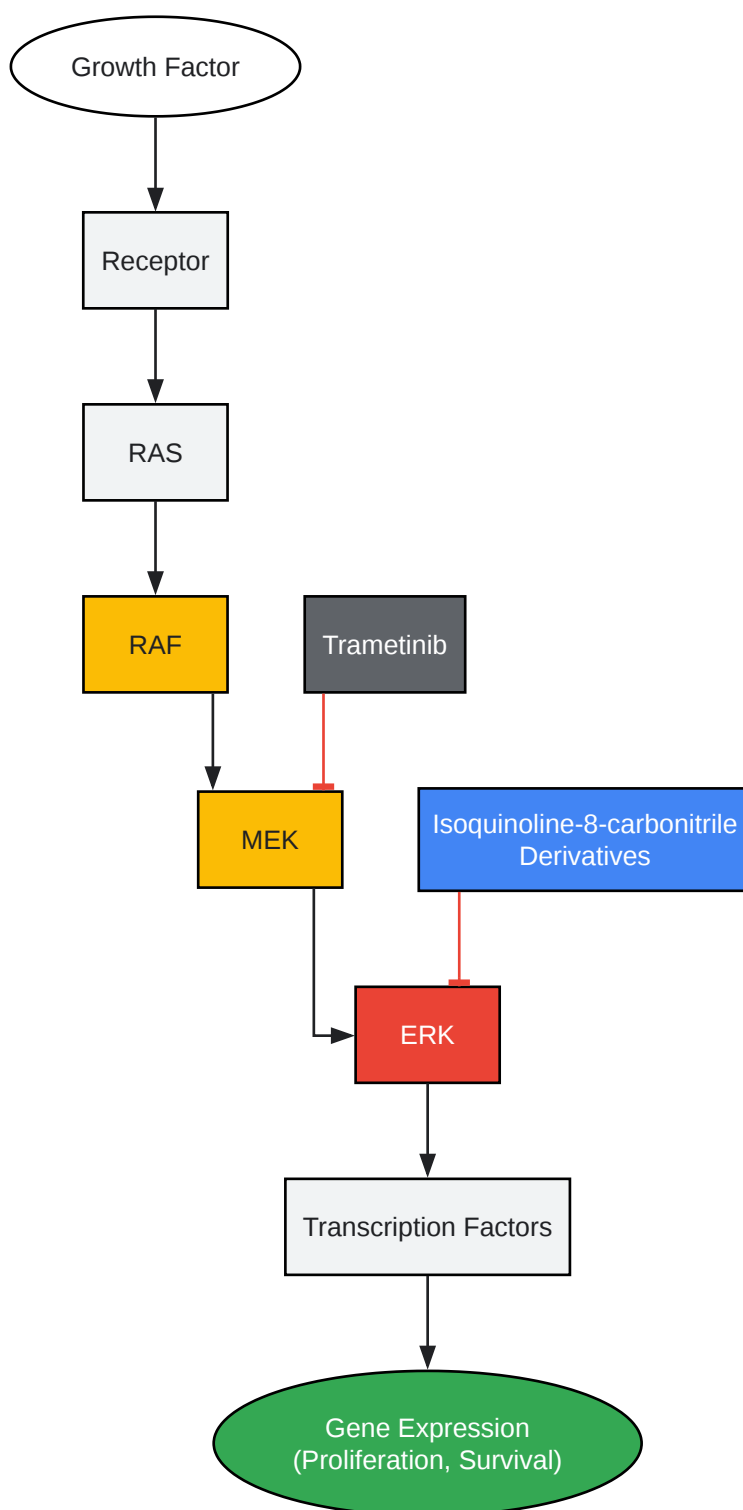 Growth Factor
Receptor
RAS
RAF
Trametinib
MEK
Isoquinoline-8-carbonitrile
Derivatives
ERK
Transcription Factors
Gene Expression
(Proliferation, Survival)